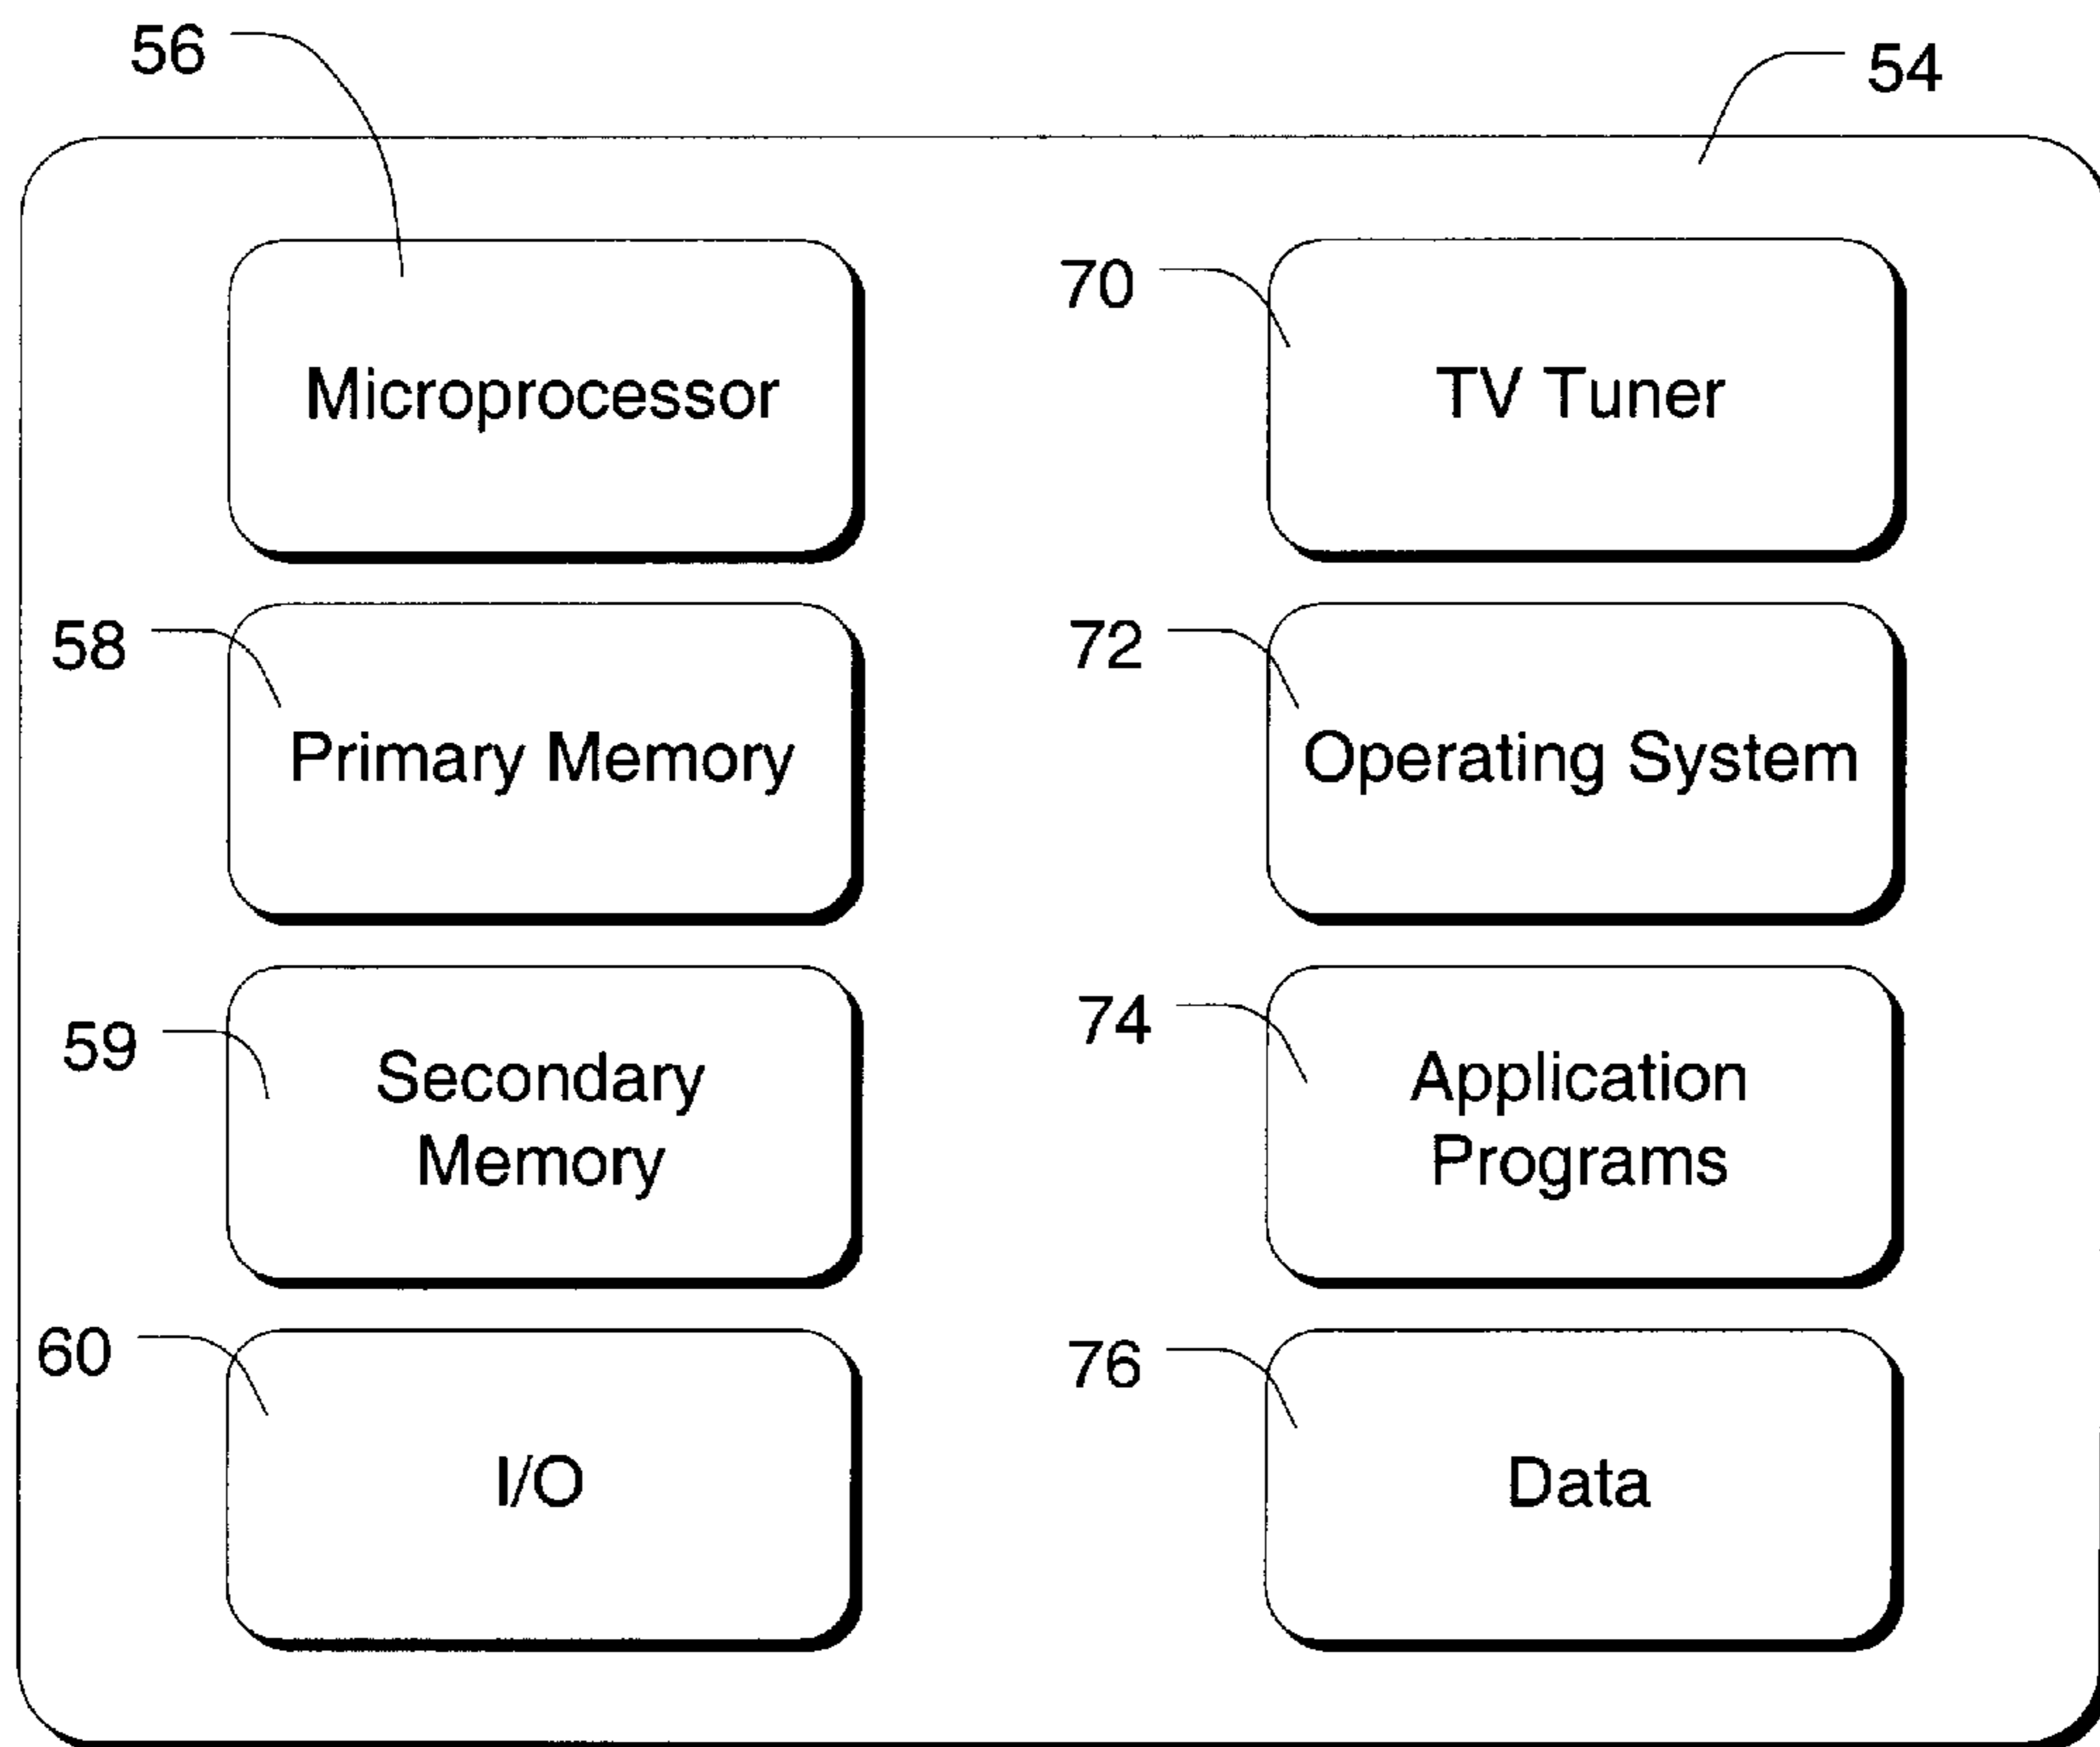 56
54
Microprocessor
70
TV Tuner
58
Primary Memory
72
Operating System
59
Secondary
Memory
74
Application
Programs
60
I/O
76
Data